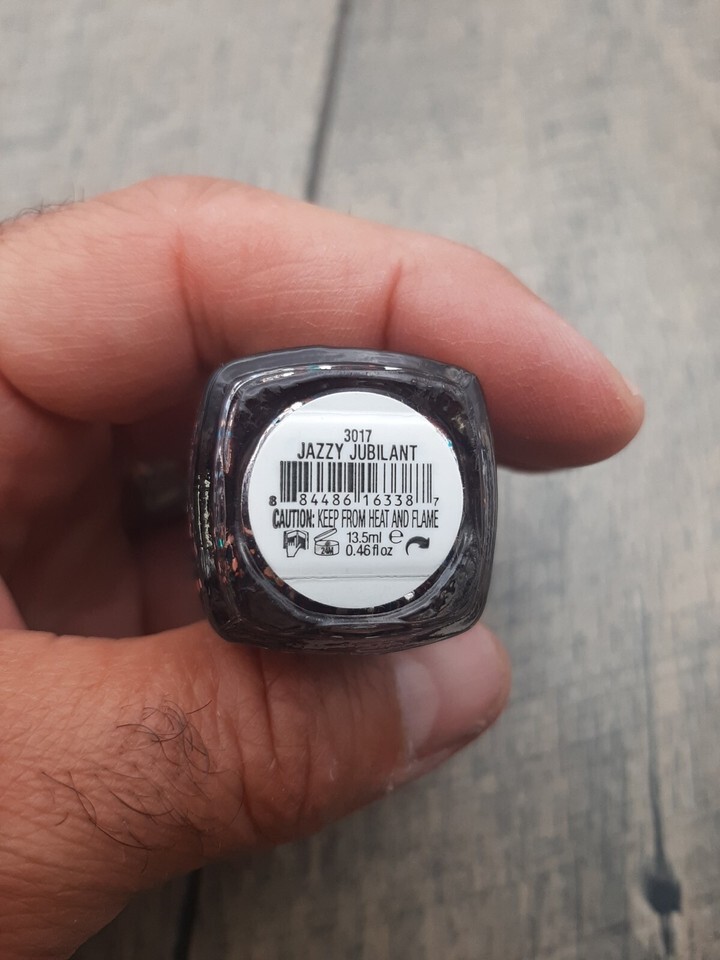 3017
JAZZY JUBILANT
8 84486 16338 7
CAUTION: KEEP FROM HEAT AND FLAME
24M 13.5ml e
0.46 fl oz